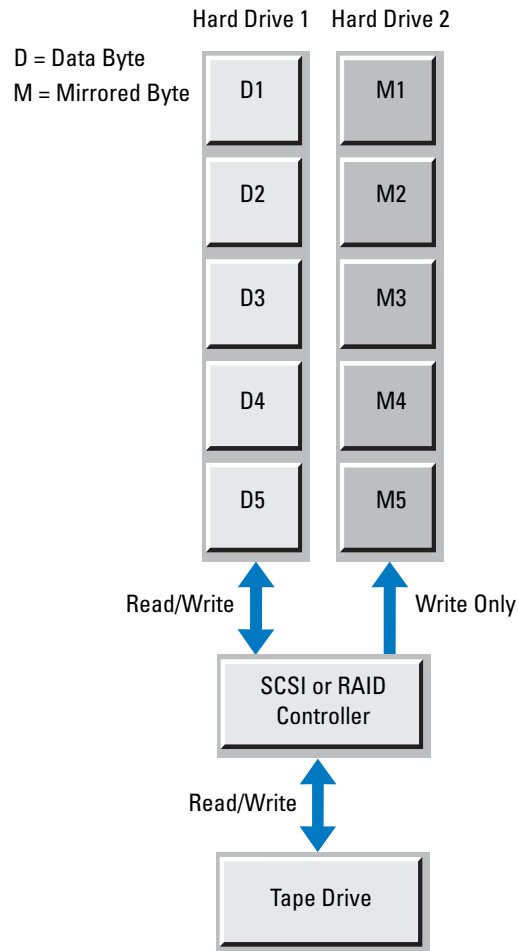 Hard Drive 1 Hard Drive 2
D = Data Byte
M = Mirrored Byte
D1 M1
D2 M2
D3 M3
D4 M4
D5 M5
Read/Write Write Only
SCSI or RAID
Controller
Read/Write
Tape Drive